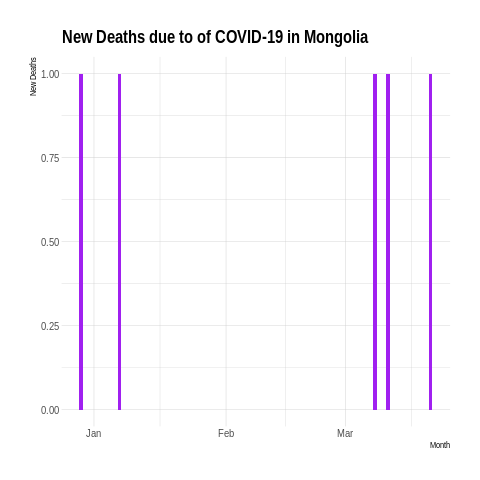 New Deaths due to of COVID-19 in Mongolia
New Deaths
1.00
0.75
0.50
0.25
0.00
Jan Feb Mar
Month